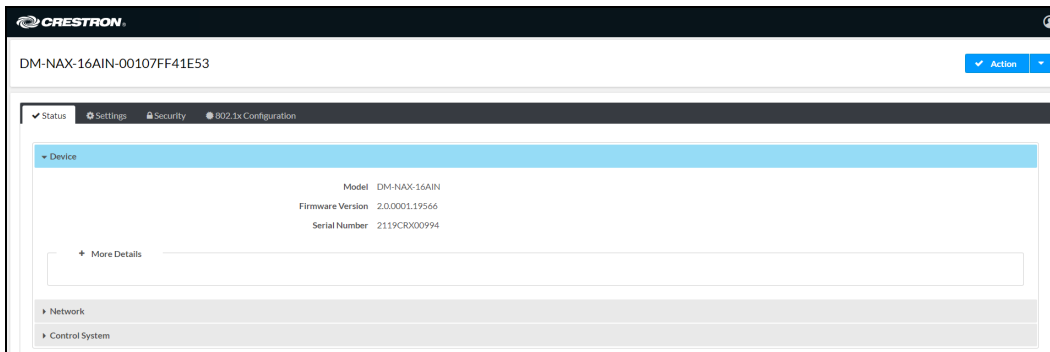 CRESTRON®
DM-NAX-16AIN-00107FF41E53
Action
Status Settings Security 802.1x Configuration
Device
Model DM-NAX-16AIN
Firmware Version 2.0.0001.19566
Serial Number 2119CRX00994
+ More Details
Network
Control System